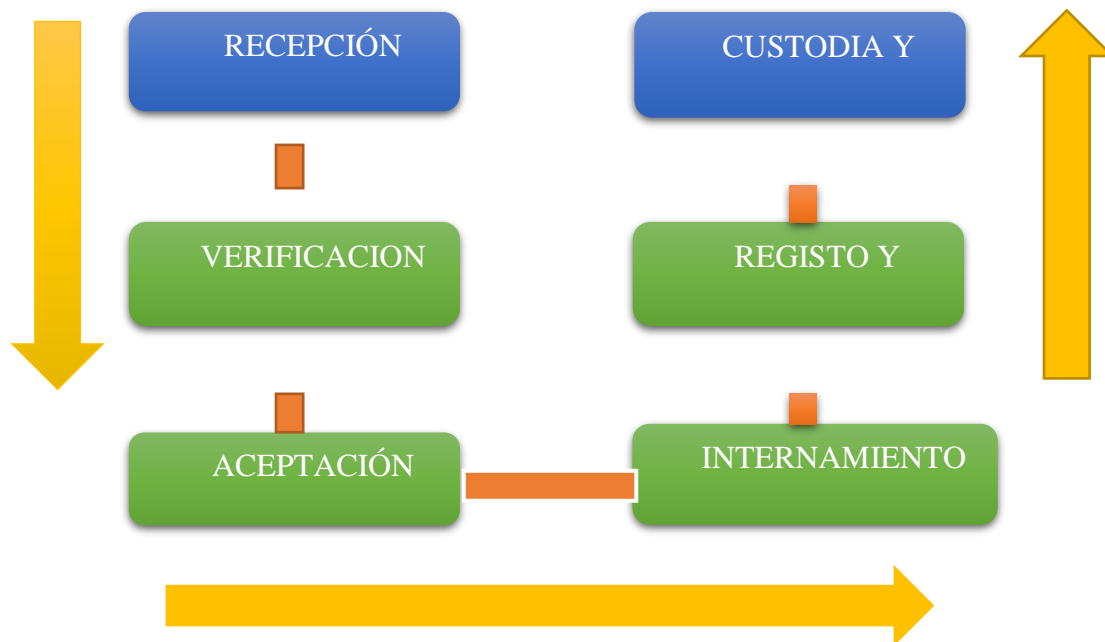 RECEPCIÓN
VERIFICACION
ACEPTACIÓN
INTERNAMIENTO
REGISTO Y
CUSTODIA Y